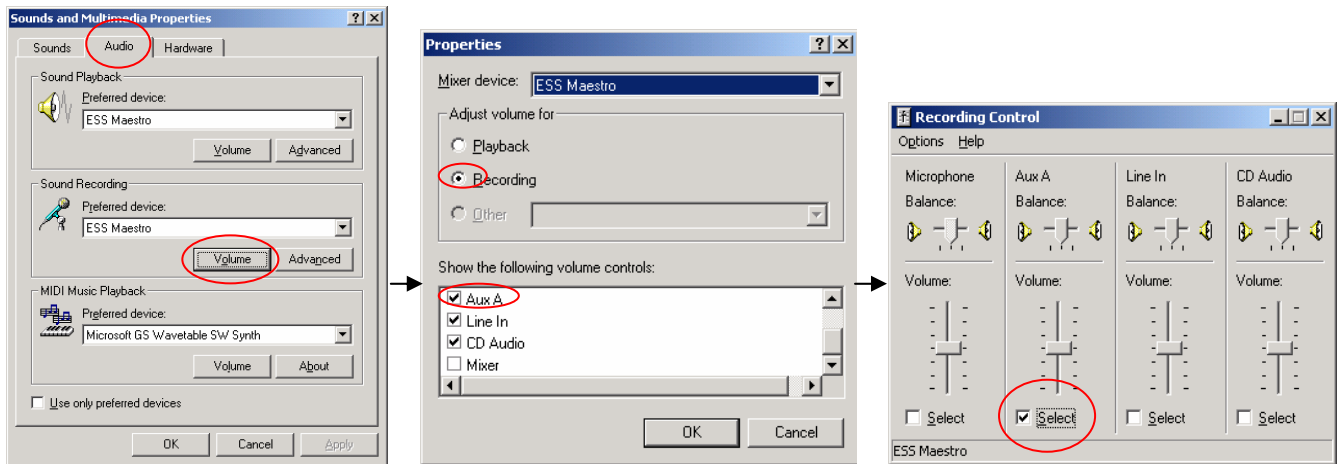 Sounds and Multimedia Properties
Sounds Audio Hardware
Sound Playback
Preferred device:
ESS Maestro
Volume Advanced
Sound Recording
Preferred device:
ESS Maestro
Volume Advanced
MIDI Music Playback
Preferred device:
Microsoft GS Wavetable SW Synth
Volume About
Use only preferred devices
OK Cancel Apply
Properties
Mixer device: ESS Maestro
Adjust volume for
Playback
Recording
Other
Show the following volume controls:
Aux A
Line In
CD Audio
Mixer
OK Cancel
Recording Control
Options Help
Microphone Aux A Line In CD Audio
Balance: Balance: Balance: Balance:
Volume: Volume: Volume: Volume:
Select Select Select Select
ESS Maestro